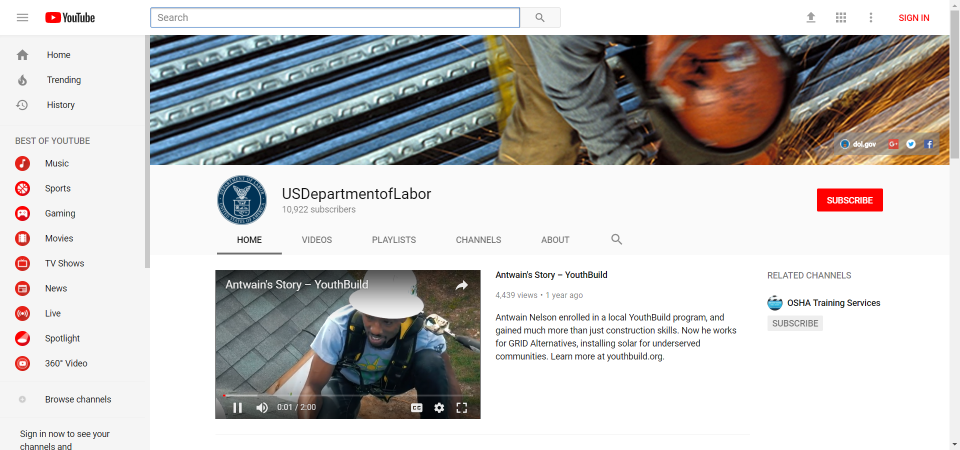 YouTube
Search
SIGN IN
Home
Trending
History
BEST OF YOUTUBE
Music
Sports
Gaming
Movies
TV Shows
News
Live
Spotlight
360° Video
Browse channels
Sign in now to see your
channels and
dol.gov
USDepartmentofLabor
10,922 subscribers
SUBSCRIBE
HOME
VIDEOS
PLAYLISTS
CHANNELS
ABOUT
Antwain's Story – YouthBuild
0:01 / 2:00
CC
Antwain's Story – YouthBuild
4,439 views • 1 year ago
Antwain Nelson enrolled in a local YouthBuild program, and
gained much more than just construction skills. Now he works
for GRID Alternatives, installing solar for underserved
communities. Learn more at youthbuild.org.
RELATED CHANNELS
OSHA Training Services
SUBSCRIBE